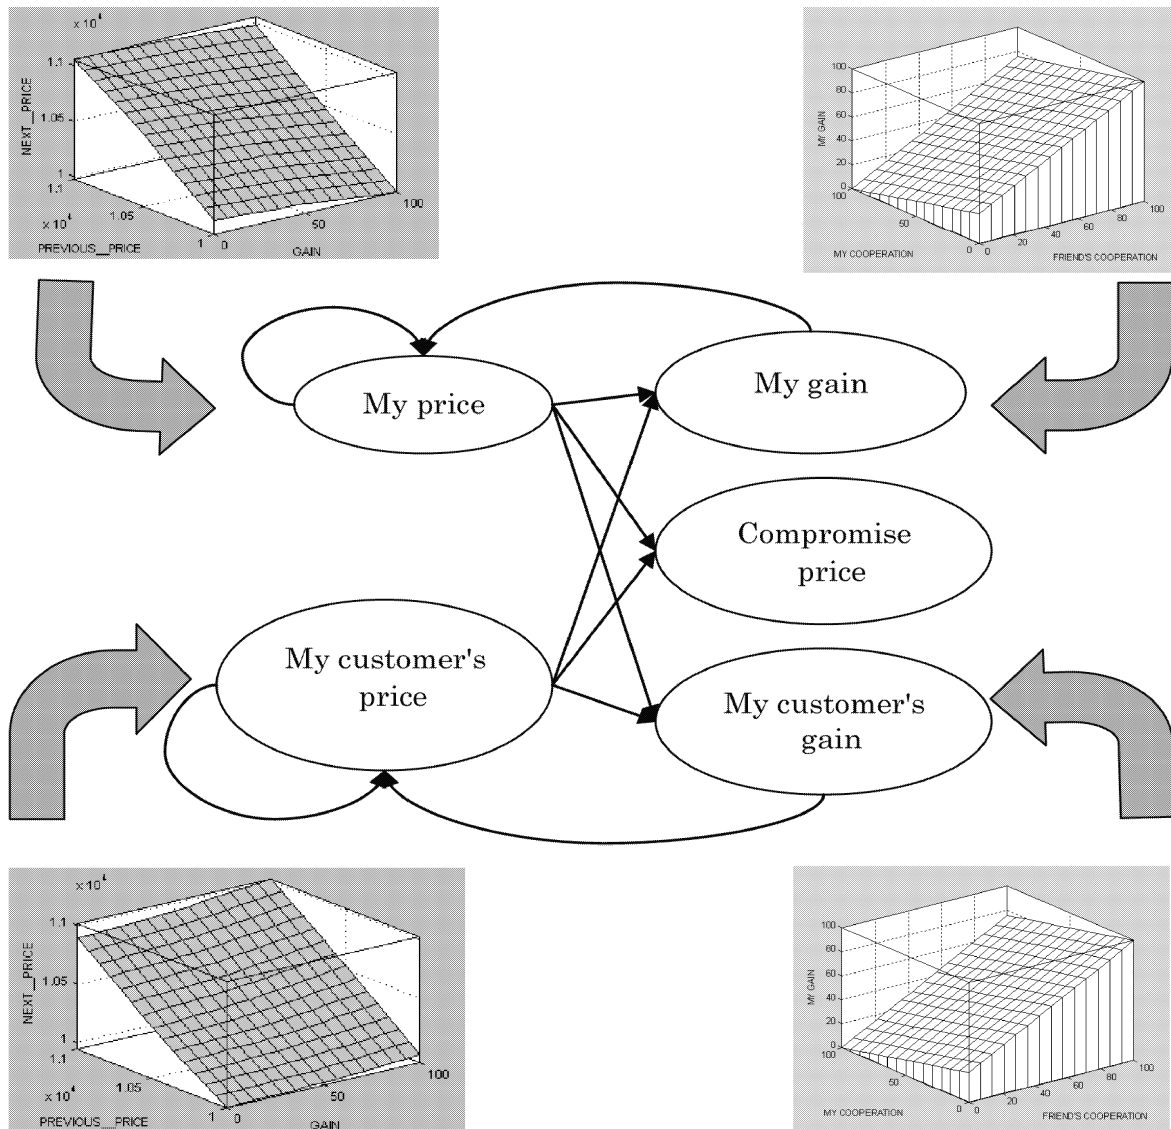 × 10⁴
1.1
NEXT__PRICE
1.05
1
1.1
× 10⁴
1.05
1
0
50
100
PREVIOUS__PRICE
GAIN
100
80
60
40
20
0
MY GAIN
100
50
0
0
20
40
60
80
100
MY COOPERATION
FRIEND'S COOPERATION
My price
My gain
Compromise
price
My customer's
price
My customer's
gain
× 10⁴
1.1
NEXT__PRICE
1.05
1
1.1
× 10⁴
1.05
1
0
50
100
PREVIOUS__PRICE
GAIN
100
80
60
40
20
0
MY GAIN
100
50
0
0
20
40
60
80
100
MY COOPERATION
FRIEND'S COOPERATION